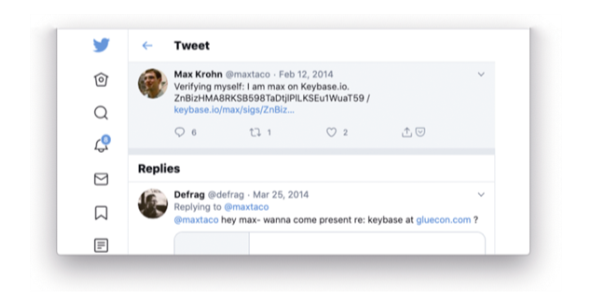 Tweet
Max Krohn @maxtaco · Feb 12, 2014
Verifying myself: I am max on Keybase.io.
ZnBizHMA8RKSB598TaDtjlPlLKSEu1WuaT59 /
keybase.io/max/sigs/ZnBiz...
6 1 2
8
Replies
Defrag @defrag · Mar 25, 2014
Replying to @maxtaco
@maxtaco hey max- wanna come present re: keybase at gluecon.com ?